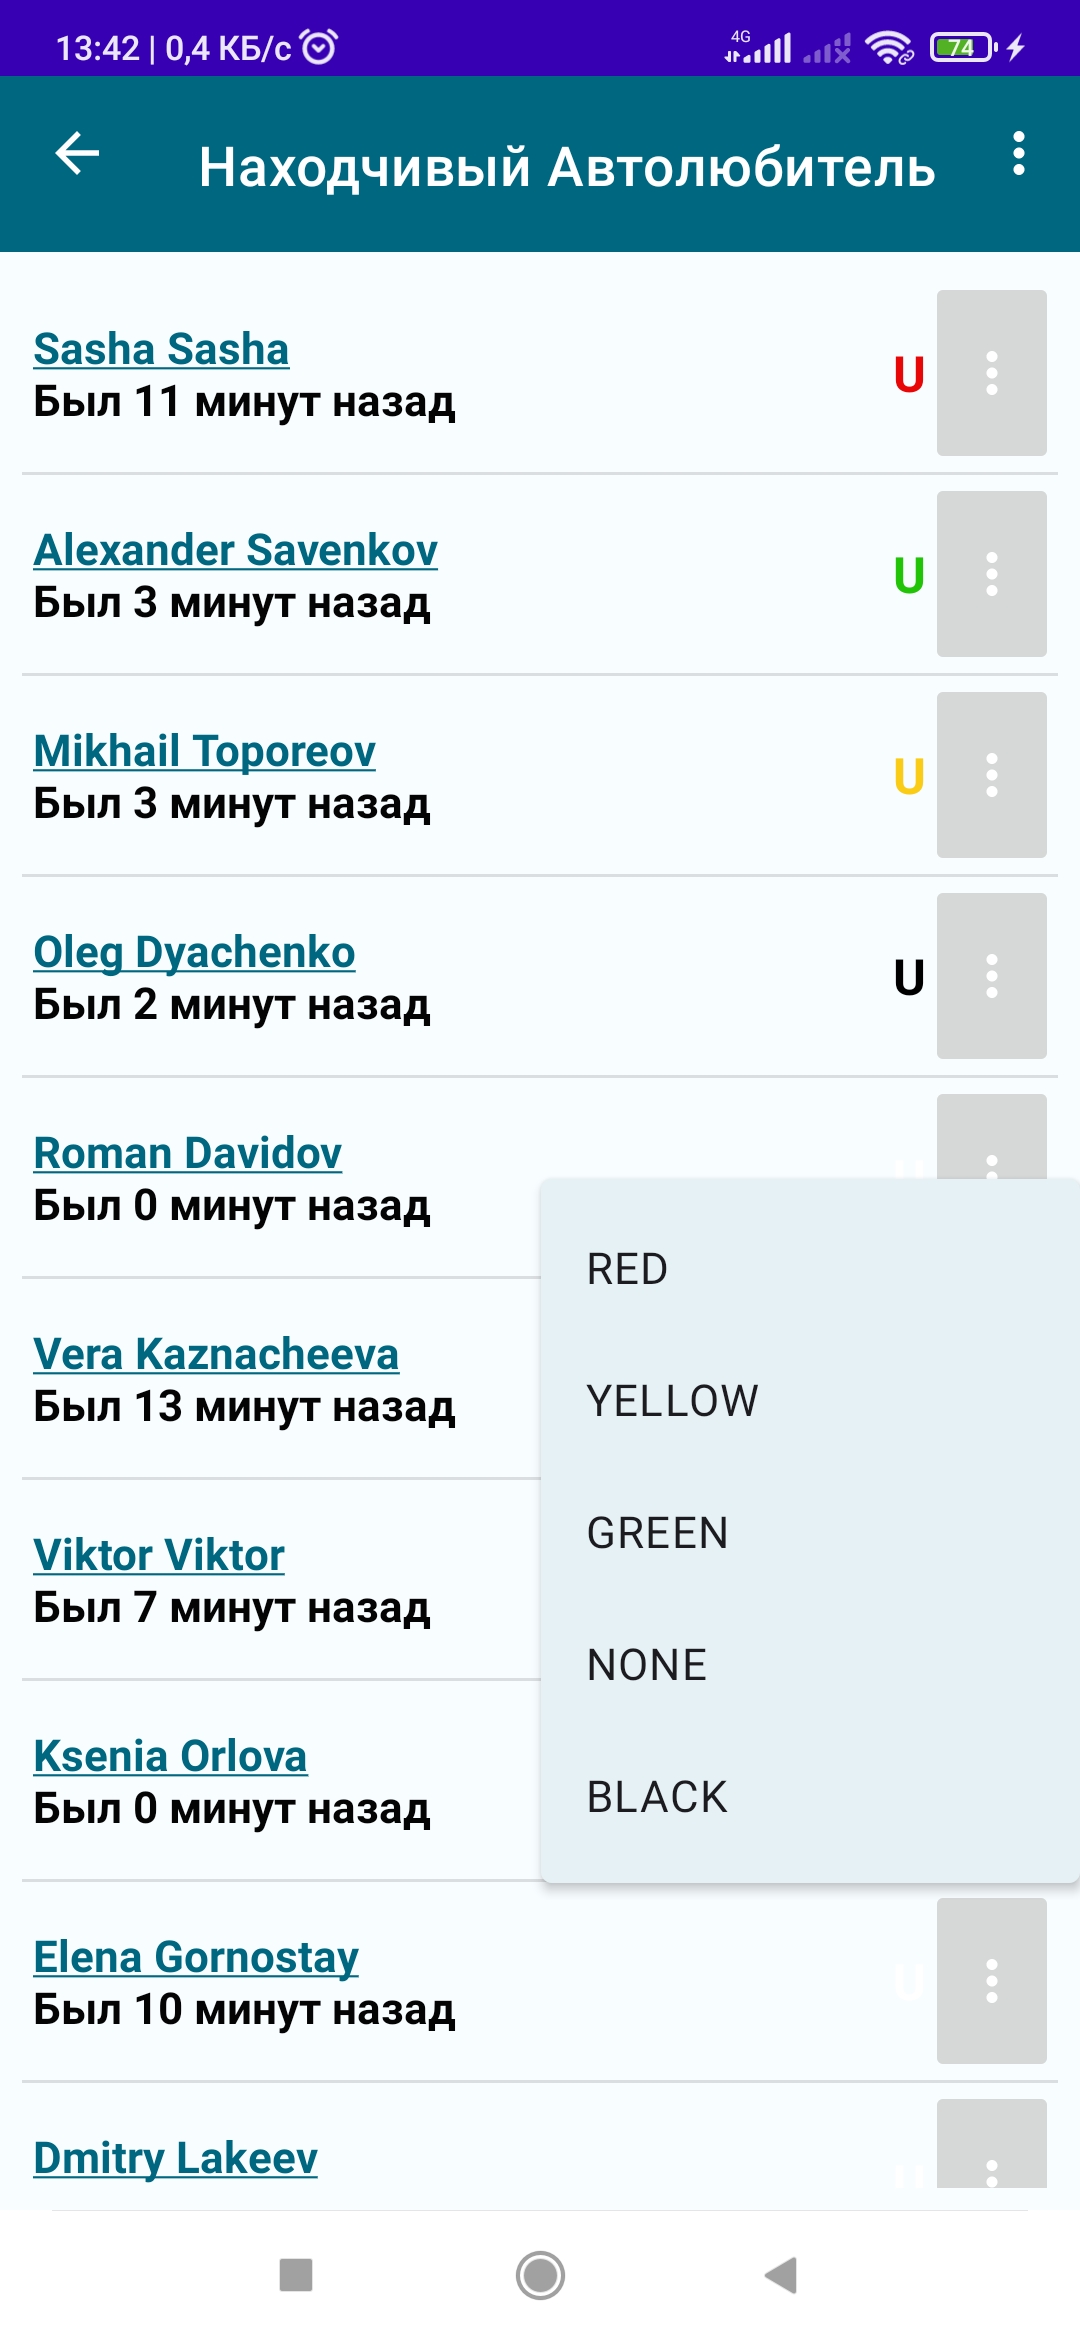 13:42 | 0,4 КБ/с
4G
74
Находчивый Автолюбитель
Sasha Sasha
Был 11 минут назад
U
Alexander Savenkov
Был 3 минут назад
U
Mikhail Toporeov
Был 3 минут назад
U
Oleg Dyachenko
Был 2 минут назад
U
Roman Davidov
Был 0 минут назад
RED
Vera Kaznacheeva
Был 13 минут назад
YELLOW
Viktor Viktor
Был 7 минут назад
GREEN
NONE
Ksenia Orlova
Был 0 минут назад
BLACK
Elena Gornostay
Был 10 минут назад
U
Dmitry Lakeev